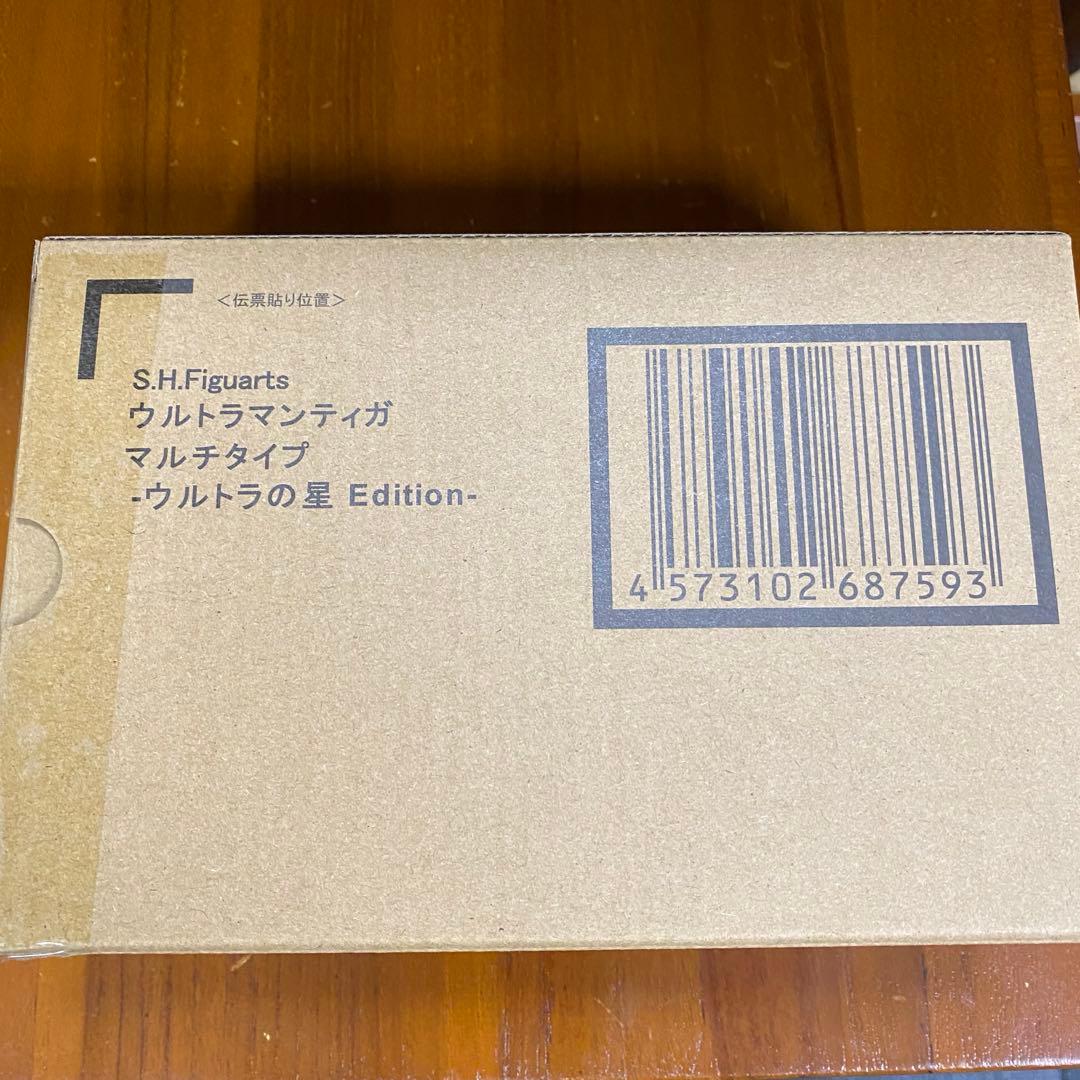 ＜伝票貼り位置＞
S.H.Figuarts
ウルトラマンティガ
マルチタイプ
-ウルトラの星 Edition-
4 573102 687593